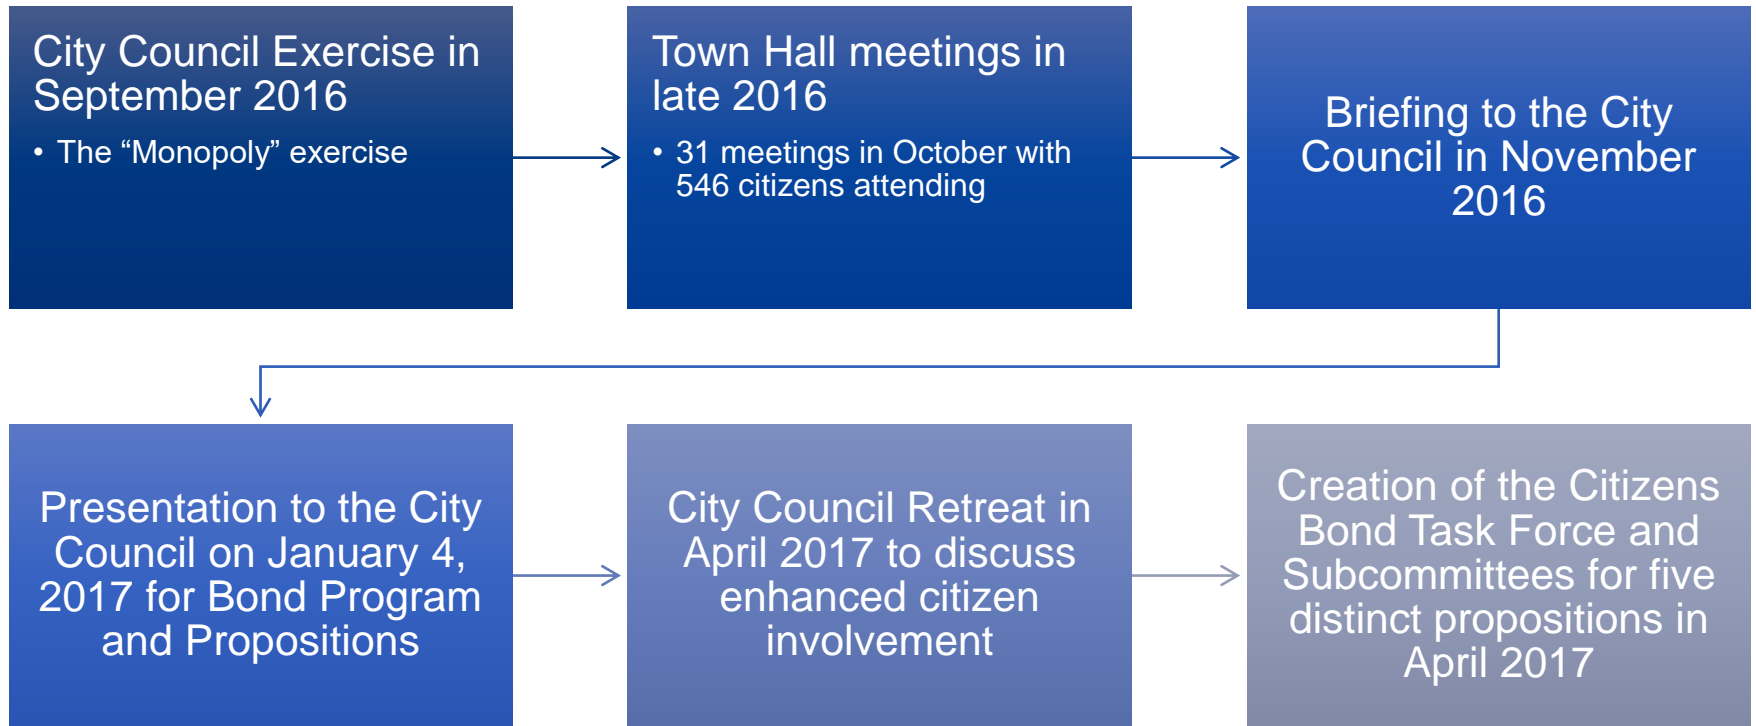 City Council Exercise in
September 2016
• The “Monopoly” exercise
Town Hall meetings in
late 2016
• 31 meetings in October with
546 citizens attending
Briefing to the City
Council in November
2016
Presentation to the City
Council on January 4,
2017 for Bond Program
and Propositions
City Council Retreat in
April 2017 to discuss
enhanced citizen
involvement
Creation of the Citizens
Bond Task Force and
Subcommittees for five
distinct propositions in
April 2017